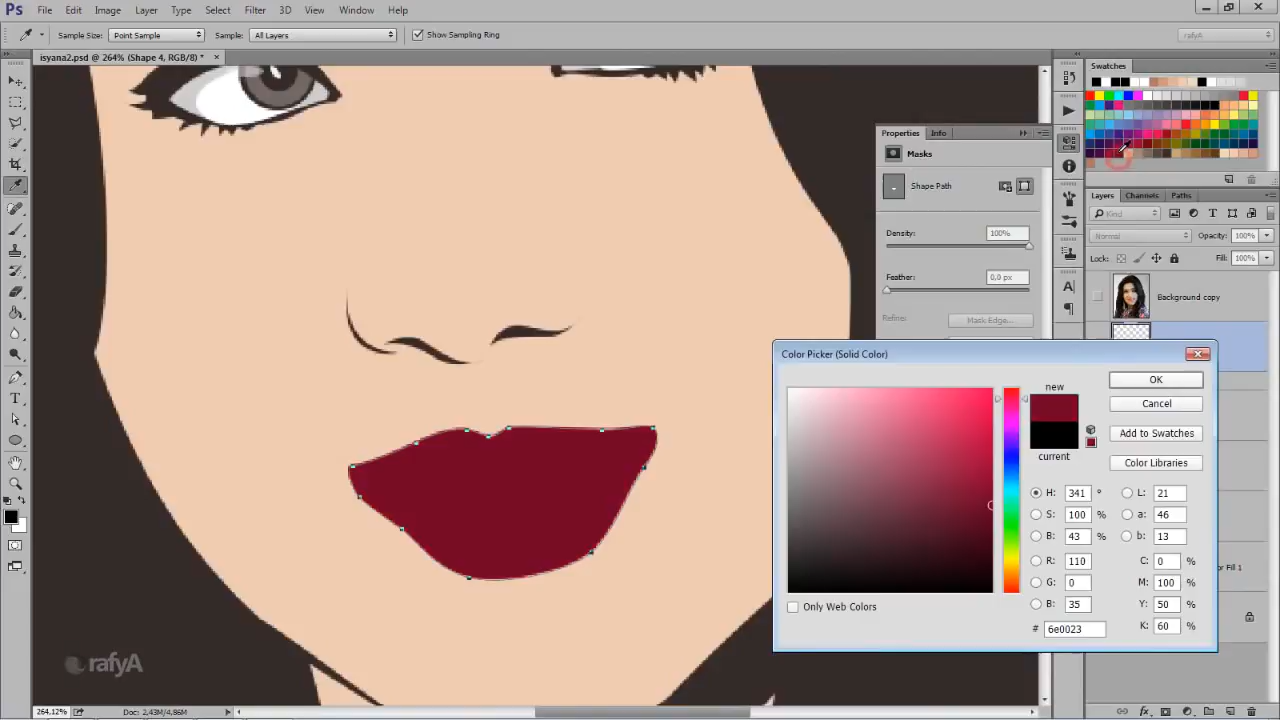 Ps File Edit Image Layer Type Select Filter 3D View Window Help
Sample Size: Point Sample Sample: All Layers Show Sampling Ring rafyA
isyana2.psd @ 264% (Shape 4, RGB/8) * ×
Swatches
Properties Info
Masks
Shape Path
Density: 100%
Feather: 0,0 px
Refine:
Mask Edge...
Layers Channels Paths
Kind
Normal Opacity: 100%
Lock: Fill: 100%
Background copy
Color Picker (Solid Color)
new
current
OK
Cancel
Add to Swatches
Color Libraries
H: 341 ° L: 21
S: 100 % a: 46
B: 43 % b: 13
R: 110 C: 0 %
G: 0 M: 100 %
B: 35 Y: 50 %
# 6e0023 K: 60 %
Only Web Colors
r Fill 1
rafyA
264,12% Doc: 2,43M/4,86M
fx